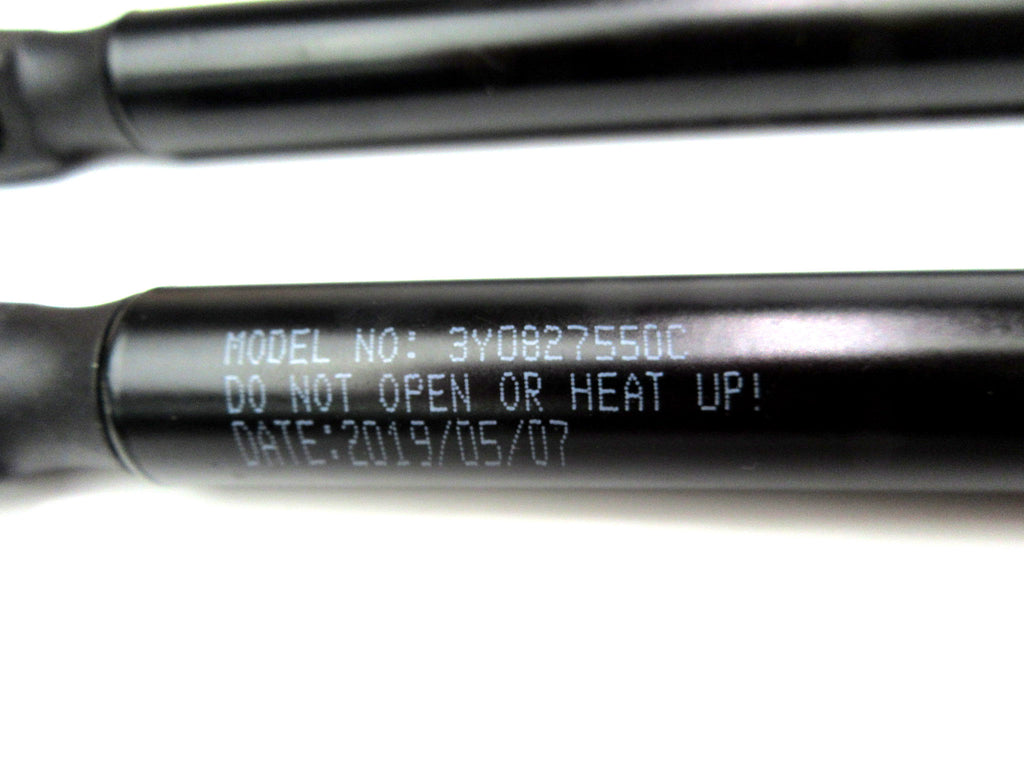 MODEL NO: 3Y0827550C
DO NOT OPEN OR HEAT UP!
DATE:2019/05/07